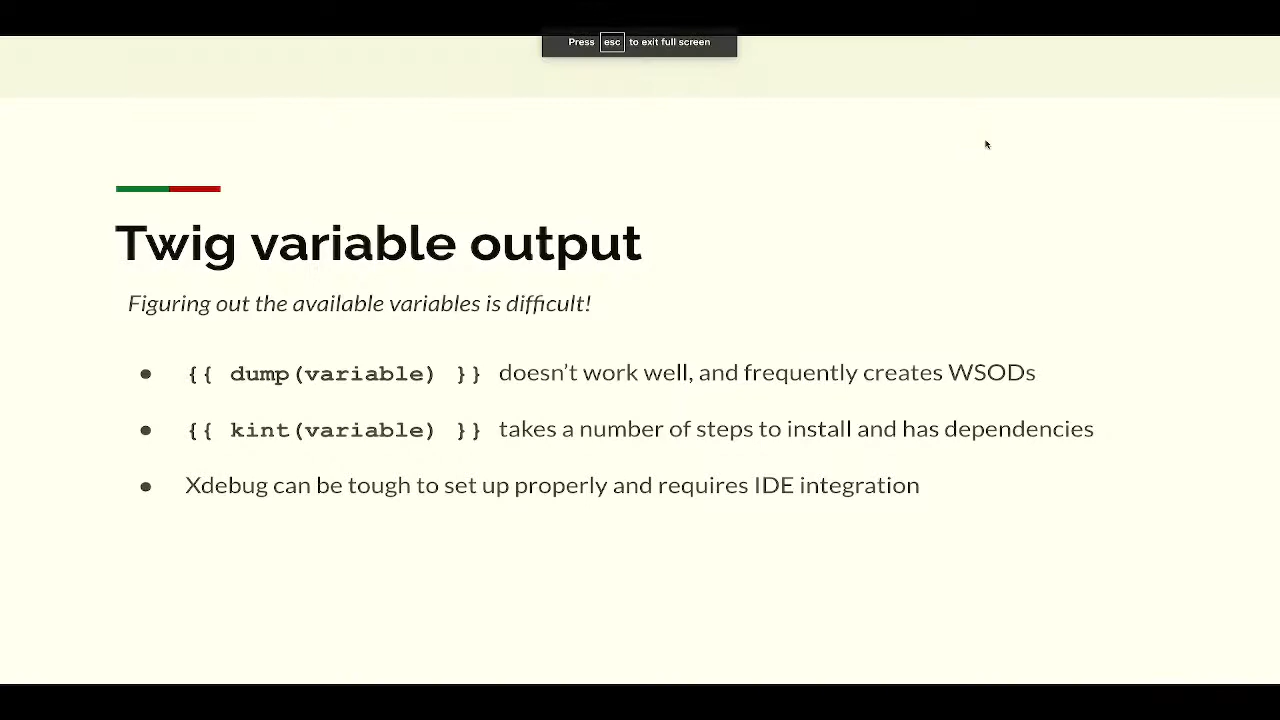 Press esc to exit full screen
Twig variable output
Figuring out the available variables is difficult!
● {{ dump(variable) }} doesn’t work well, and frequently creates WSODs
● {{ kint(variable) }} takes a number of steps to install and has dependencies
● Xdebug can be tough to set up properly and requires IDE integration